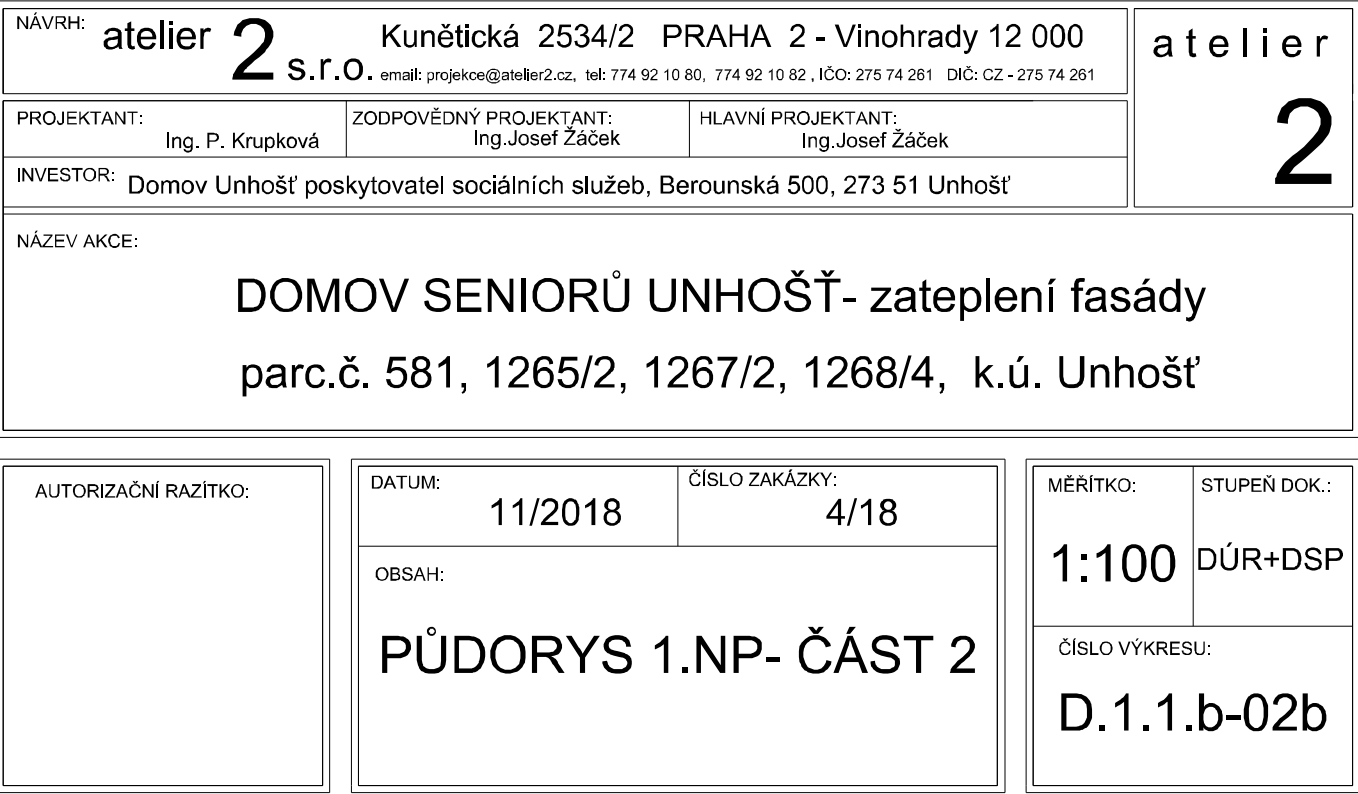 NÁVRH: atelier 2 s.r.o. Kunětická 2534/2 PRAHA 2 - Vinohrady 12 000
email: projekce@atelier2.cz, tel: 774 92 10 80, 774 92 10 82 , IČO: 275 74 261 DIČ: CZ - 275 74 261
atelier
2
PROJEKTANT:
Ing. P. Krupková
ZODPOVĚDNÝ PROJEKTANT:
Ing.Josef Žáček
HLAVNÍ PROJEKTANT:
Ing.Josef Žáček
INVESTOR: Domov Unhošť poskytovatel sociálních služeb, Berounská 500, 273 51 Unhošť
NÁZEV AKCE:
DOMOV SENIORŮ UNHOŠŤ- zateplení fasády
parc.č. 581, 1265/2, 1267/2, 1268/4, k.ú. Unhošť
AUTORIZAČNÍ RAZÍTKO:
DATUM:
11/2018
ČÍSLO ZAKÁZKY:
4/18
OBSAH:
PŮDORYS 1.NP- ČÁST 2
MĚŘÍTKO:
1:100
STUPEŇ DOK.:
DÚR+DSP
ČÍSLO VÝKRESU:
D.1.1.b-02b